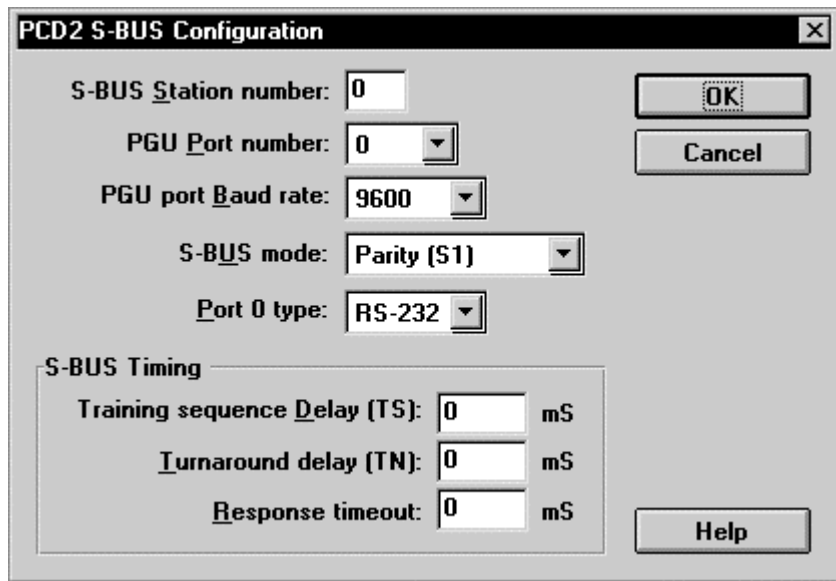 PCD2 S-BUS Configuration
S-BUS Station number: 0
OK
PGU Port number: 0
Cancel
PGU port Baud rate: 9600
S-BUS mode: Parity (S1)
Port 0 type: RS-232
S-BUS Timing
Training sequence Delay (TS): 0 mS
Turnaround delay (TN): 0 mS
Response timeout: 0 mS
Help